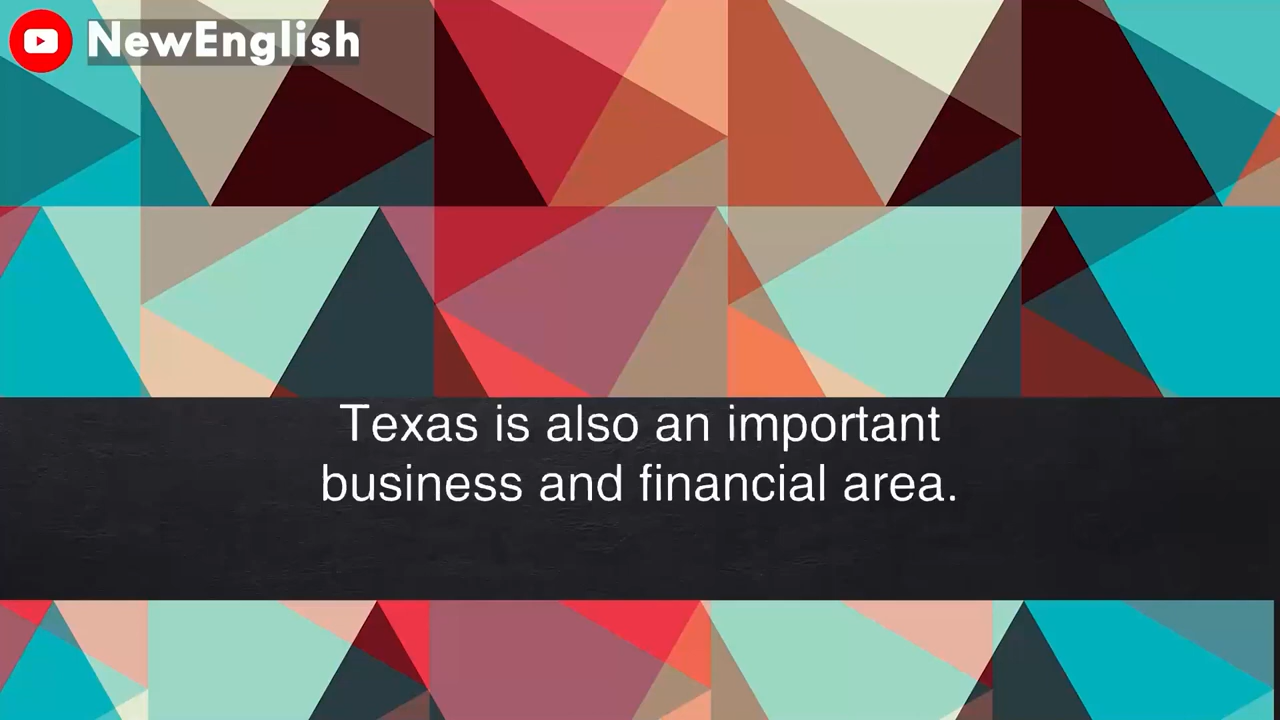 NewEnglish
Texas is also an important
business and financial area.